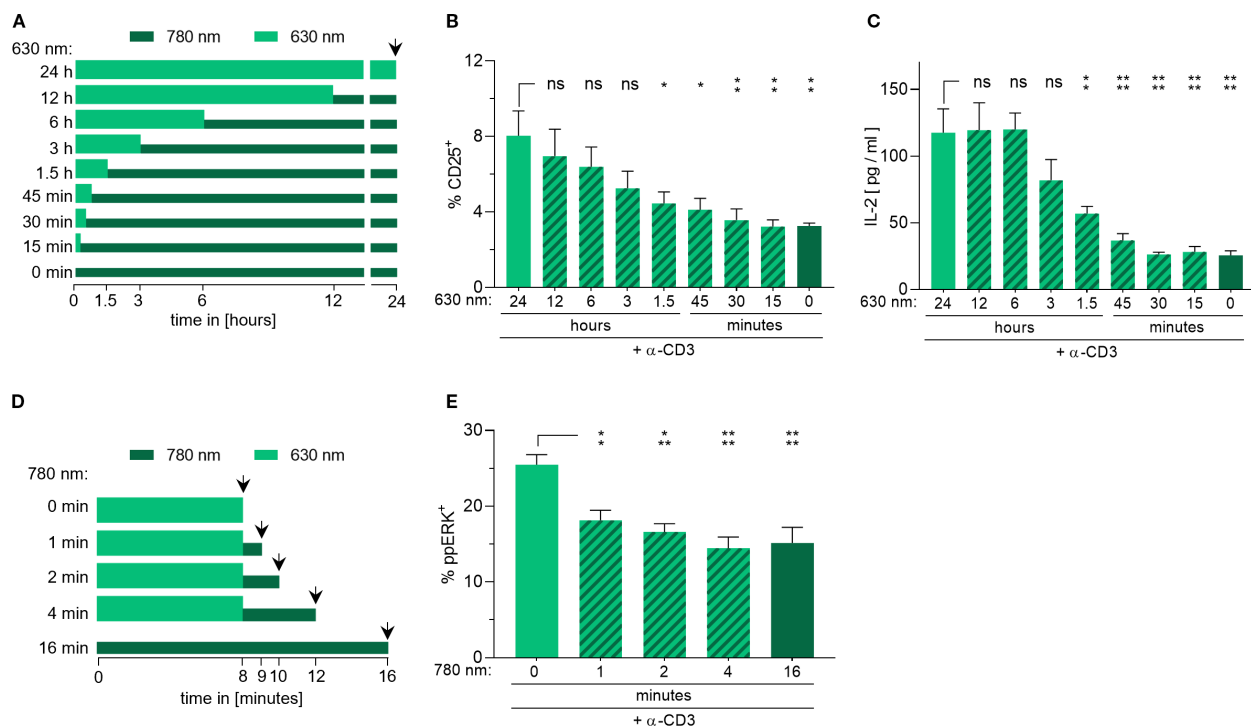 A
780 nm 630 nm
630 nm:
24 h
12 h
6 h
3 h
1.5 h
45 min
30 min
15 min
0 min
0 1.5 3 6 12 24
time in [hours]
B
12
8
4
0
% CD25+
ns ns ns * * ** ** **
630 nm: 24 12 6 3 1.5 45 30 15 0
hours minutes
+ α-CD3
C
150
100
50
0
IL-2 [ pg / ml ]
ns ns ns ** **** **** **** ****
630 nm: 24 12 6 3 1.5 45 30 15 0
hours minutes
+ α-CD3
D
780 nm 630 nm
780 nm:
0 min
1 min
2 min
4 min
16 min
0 8 9 10 12 16
time in [minutes]
E
30
20
10
0
% ppERK+
** *** **** ****
780 nm: 0 1 2 4 16
minutes
+ α-CD3